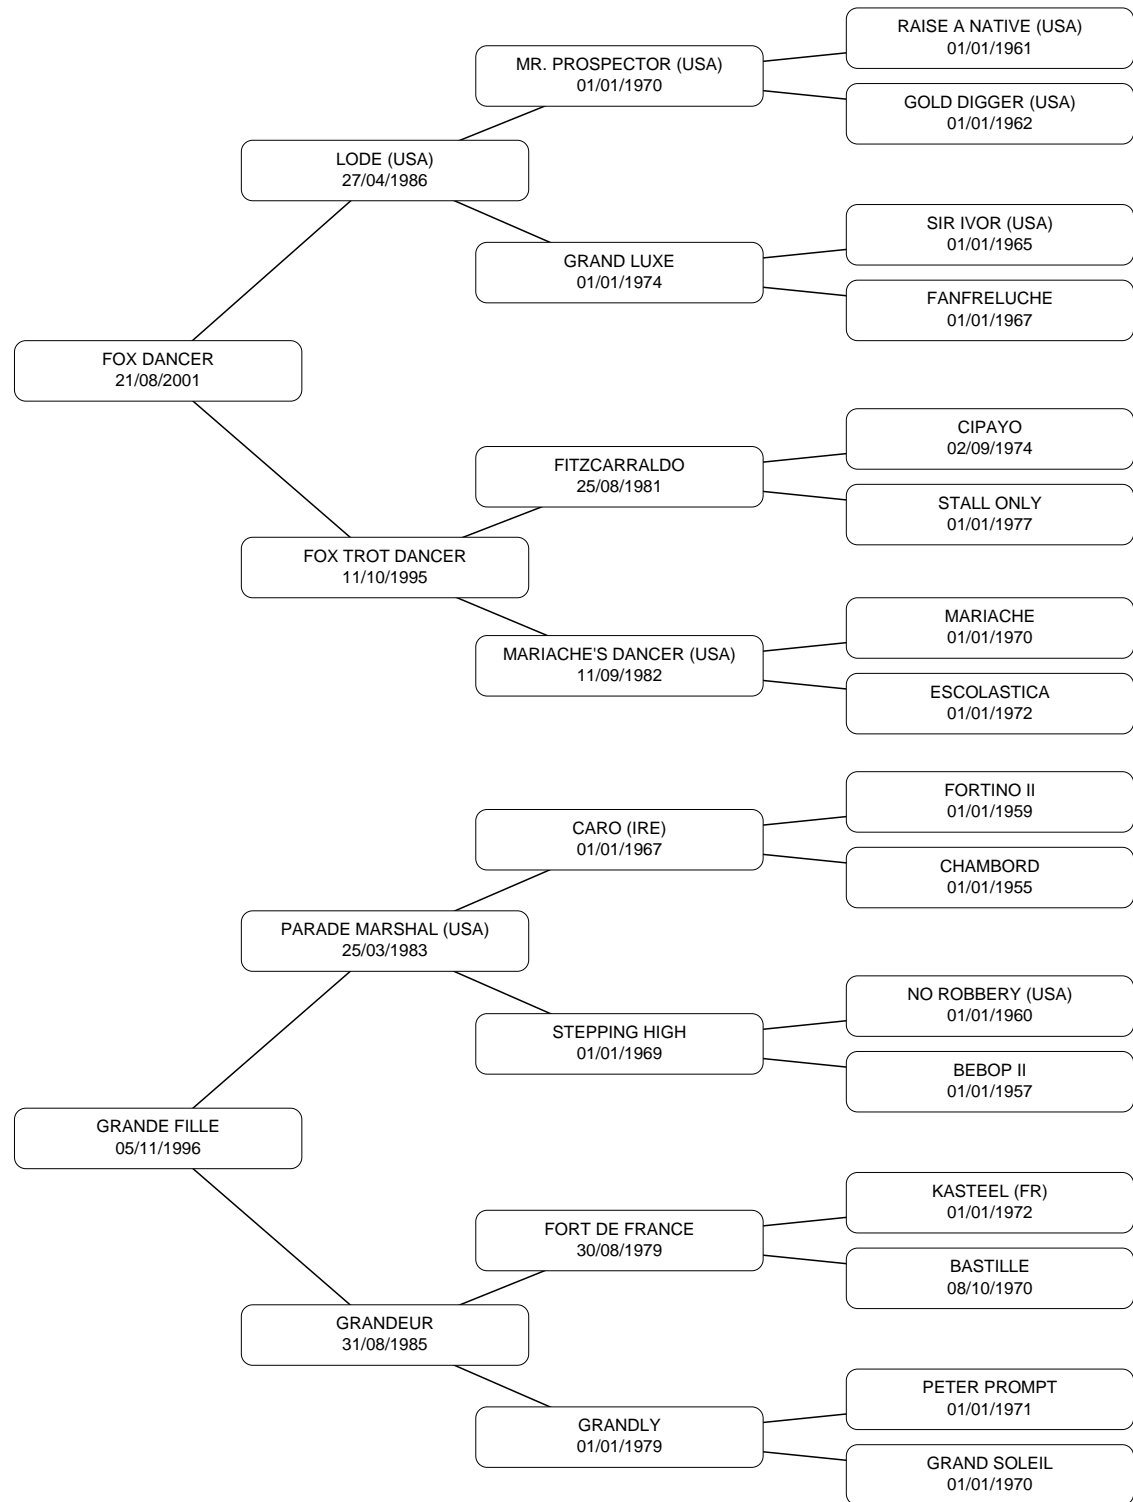 RAISE A NATIVE (USA)
01/01/1961
MR. PROSPECTOR (USA)
01/01/1970
GOLD DIGGER (USA)
01/01/1962
LODE (USA)
27/04/1986
SIR IVOR (USA)
01/01/1965
GRAND LUXE
01/01/1974
FANFRELUCHE
01/01/1967
FOX DANCER
21/08/2001
CIPAYO
02/09/1974
FITZCARRALDO
25/08/1981
STALL ONLY
01/01/1977
FOX TROT DANCER
11/10/1995
MARIACHE
01/01/1970
MARIACHE'S DANCER (USA)
11/09/1982
ESCOLASTICA
01/01/1972
FORTINO II
01/01/1959
CARO (IRE)
01/01/1967
CHAMBORD
01/01/1955
PARADE MARSHAL (USA)
25/03/1983
NO ROBBERY (USA)
01/01/1960
STEPPING HIGH
01/01/1969
BEBOP II
01/01/1957
GRANDE FILLE
05/11/1996
KASTEEL (FR)
01/01/1972
FORT DE FRANCE
30/08/1979
BASTILLE
08/10/1970
GRANDEUR
31/08/1985
PETER PROMPT
01/01/1971
GRANDLY
01/01/1979
GRAND SOLEIL
01/01/1970